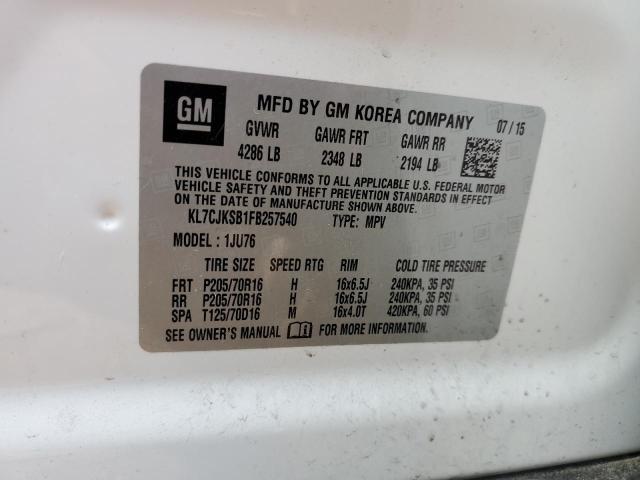 GM MFD BY GM KOREA COMPANY 07 / 15
GVWR GAWR FRT GAWR RR
4286 LB 2348 LB 2194 LB
THIS VEHICLE CONFORMS TO ALL APPLICABLE U.S. FEDERAL MOTOR
VEHICLE SAFETY AND THEFT PREVENTION STANDARDS IN EFFECT
ON THE DATE OF MANUFACTURE SHOWN ABOVE.
KL7CJKSB1FB257540 TYPE: MPV
MODEL : 1JU76
TIRE SIZE SPEED RTG RIM COLD TIRE PRESSURE
FRT P205/70R16 H 16x6.5J 240KPA, 35 PSI
RR P205/70R16 H 16x6.5J 240KPA, 35 PSI
SPA T125/70D16 M 16x4.0T 420KPA, 60 PSI
SEE OWNER'S MANUAL FOR MORE INFORMATION.